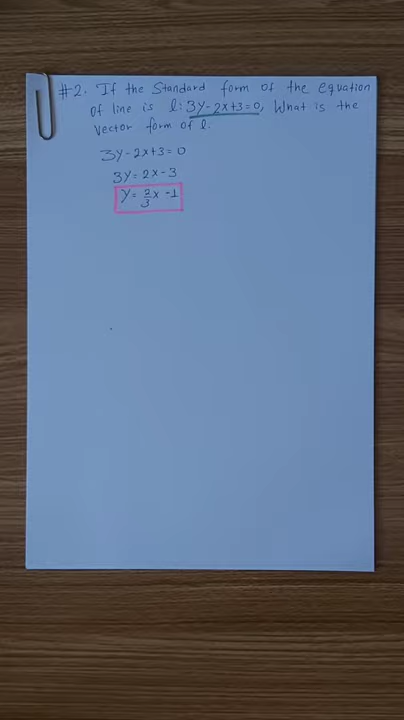 #2. If the Standard form of the equation
of line is l: 3y-2x+3=0, What is the
Vector form of l.
3y-2x+3=0
3y=2x-3
y=2/3x-1